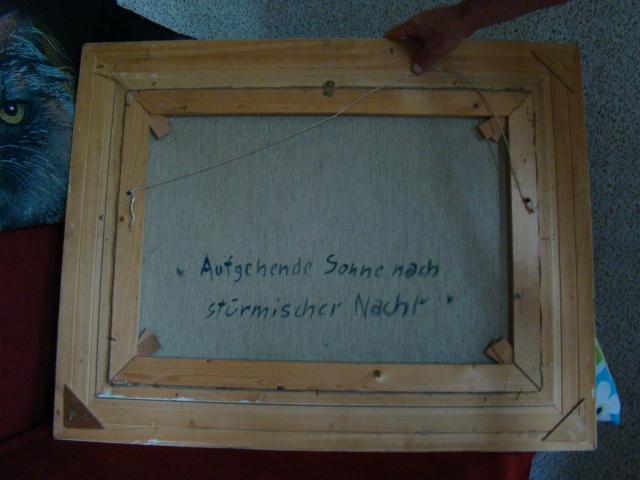 " Aufgehende Sonne nach
stürmischer Nacht "